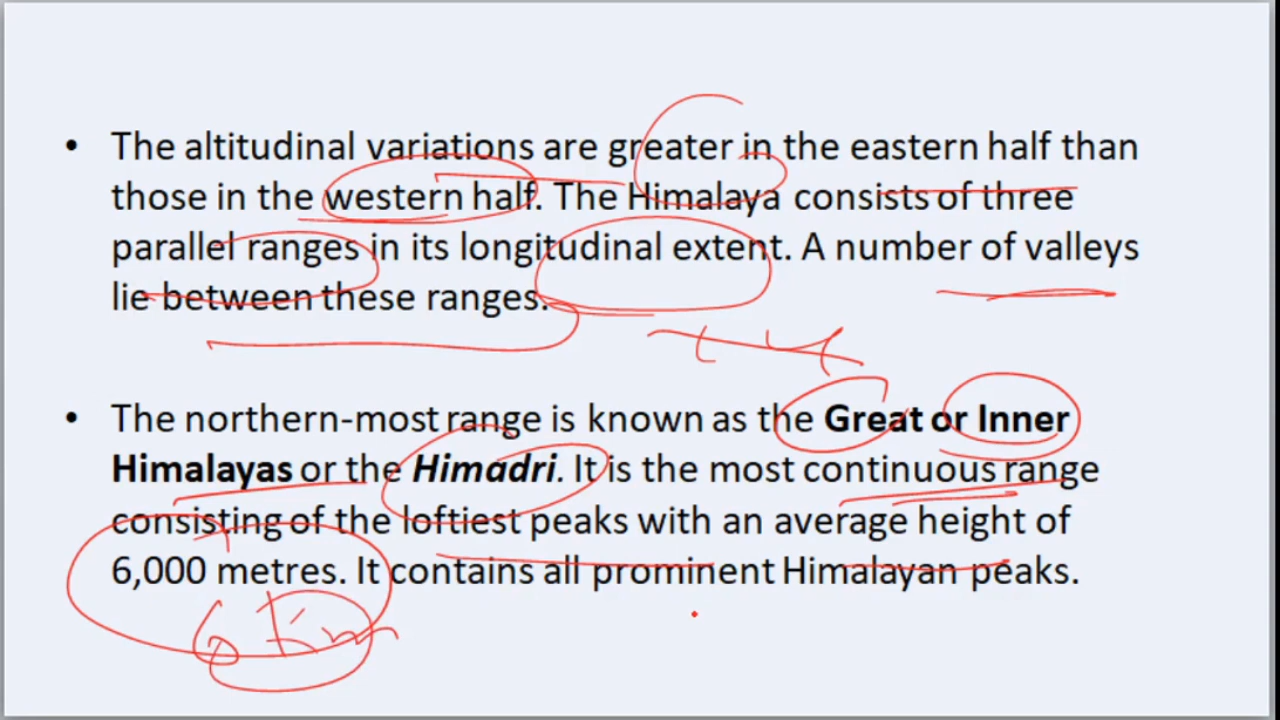 • The altitudinal variations are greater in the eastern half than
those in the western half. The Himalaya consists of three
parallel ranges in its longitudinal extent. A number of valleys
lie between these ranges.
• The northern-most range is known as the Great or Inner
Himalayas or the Himadri. It is the most continuous range
consisting of the loftiest peaks with an average height of
6,000 metres. It contains all prominent Himalayan peaks.
6 km